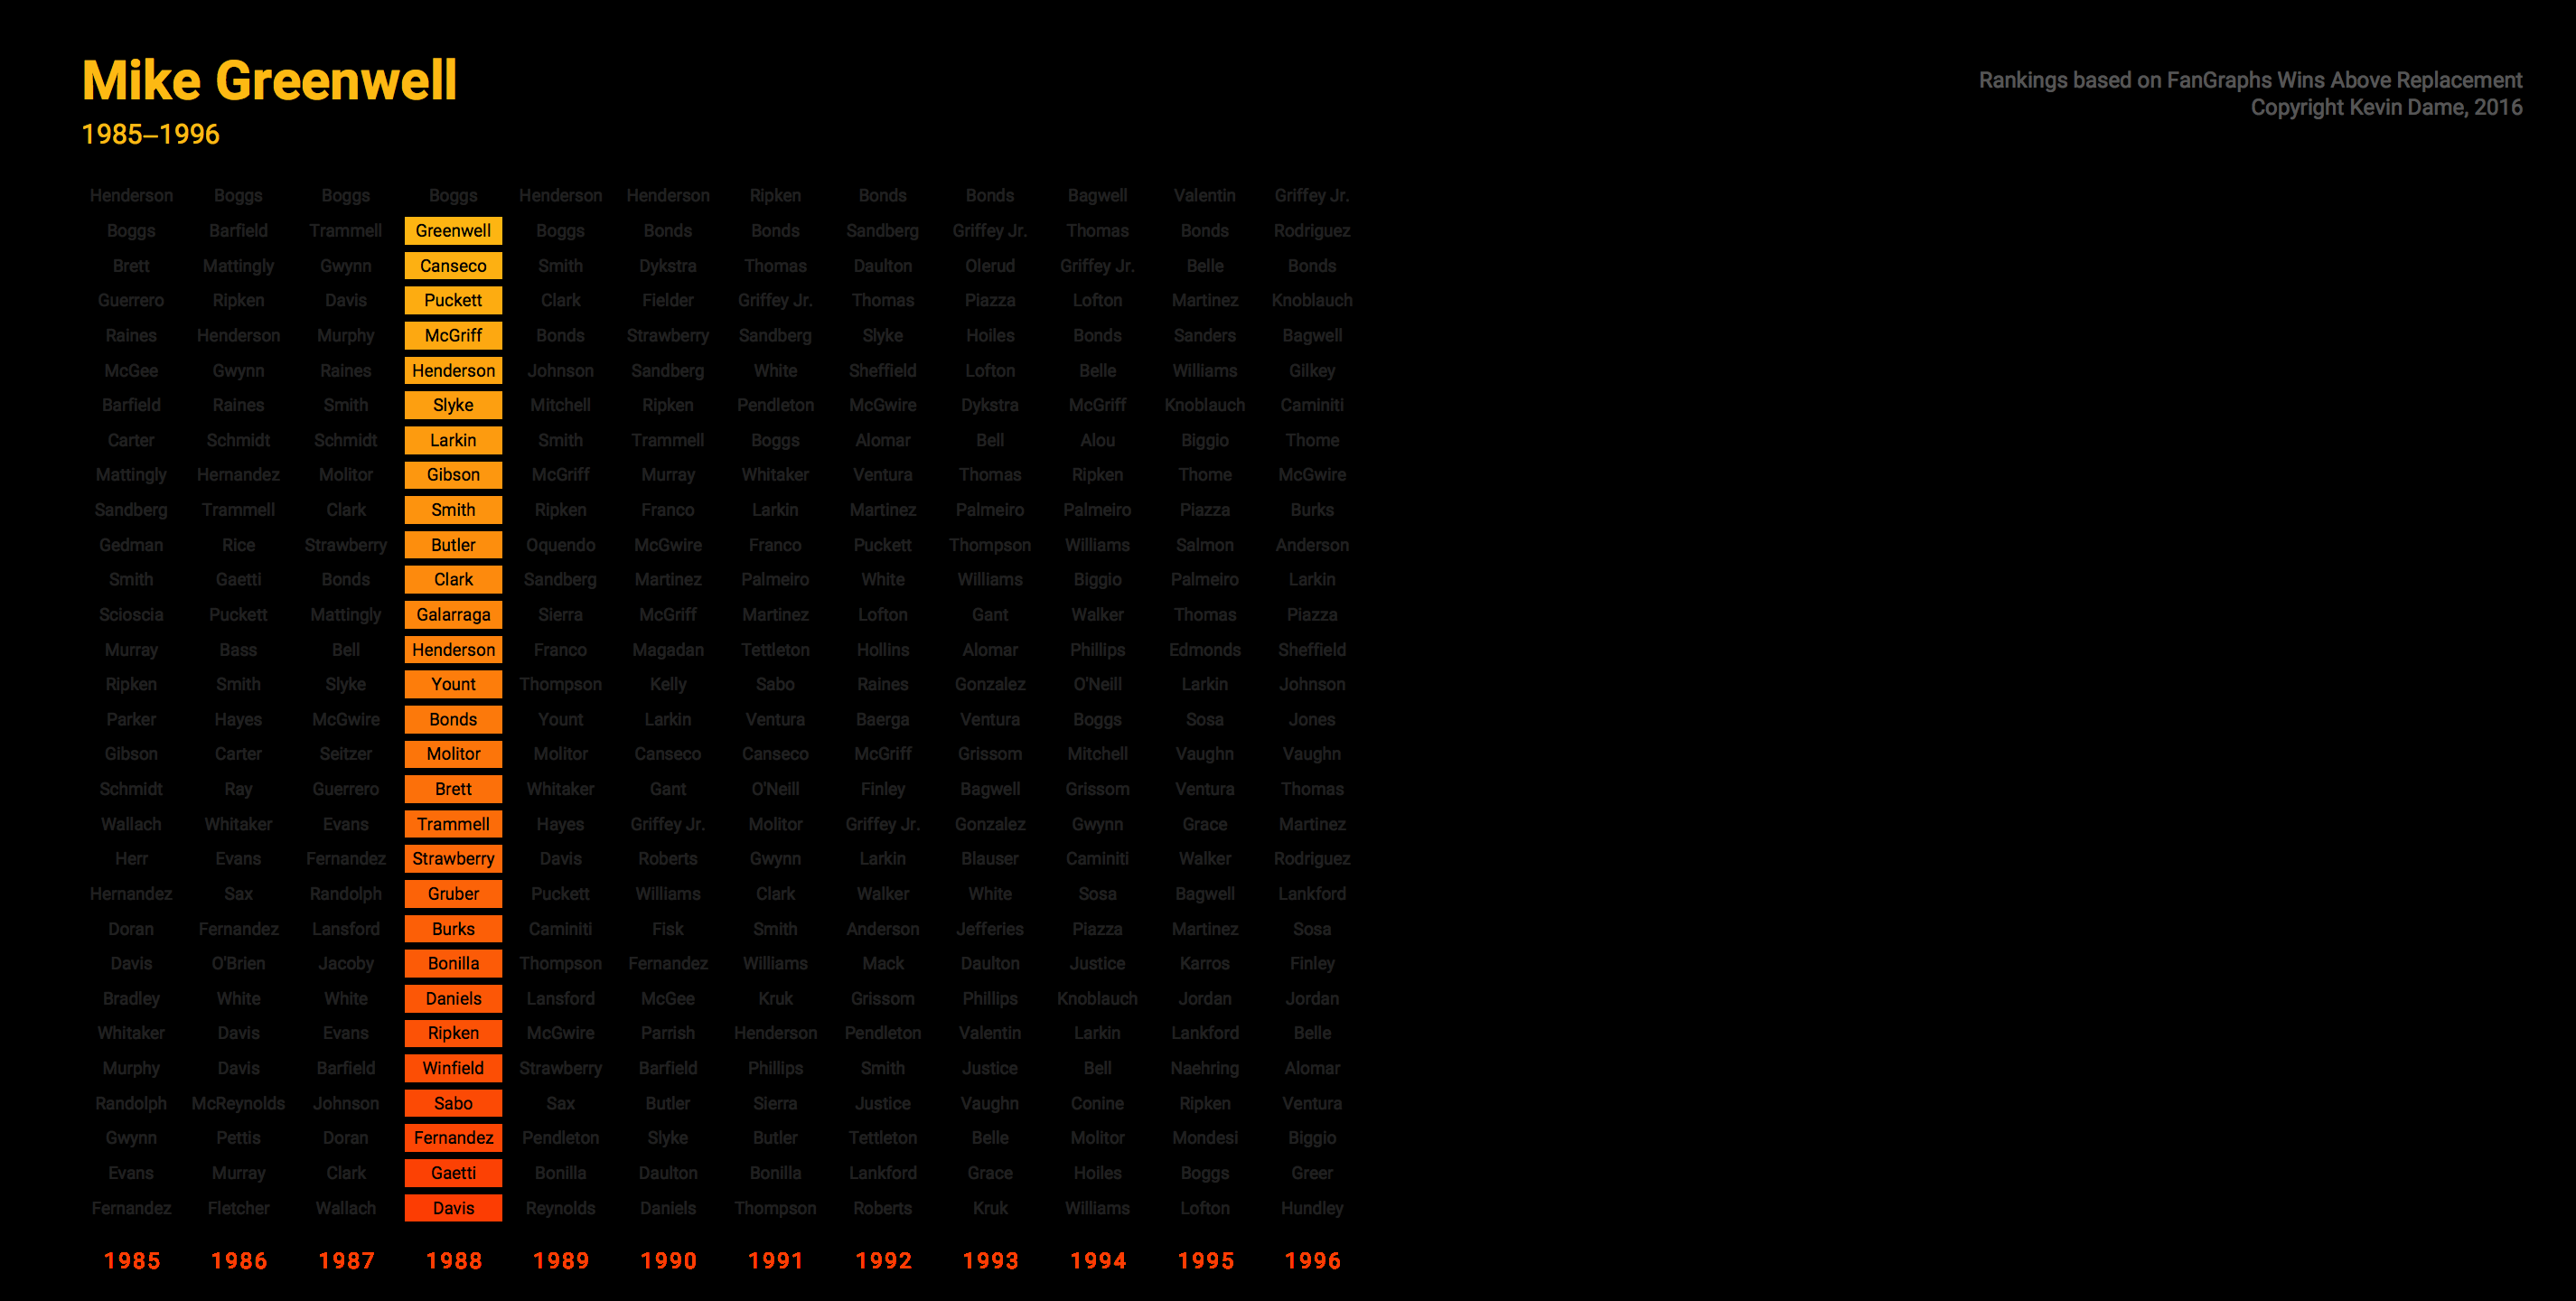 Mike Greenwell
1985–1996
Rankings based on FanGraphs Wins Above Replacement
Copyright Kevin Dame, 2016
Henderson Boggs Boggs Boggs Henderson Henderson Ripken Bonds Bonds Bagwell Valentin Griffey Jr.
Boggs Barfield Trammell Greenwell Boggs Bonds Bonds Sandberg Griffey Jr. Thomas Bonds Rodriguez
Brett Mattingly Gwynn Canseco Smith Dykstra Thomas Daulton Olerud Griffey Jr. Belle Bonds
Guerrero Ripken Davis Puckett Clark Fielder Griffey Jr. Thomas Piazza Lofton Martinez Knoblauch
Raines Henderson Murphy McGriff Bonds Strawberry Sandberg Slyke Hoiles Bonds Sanders Bagwell
McGee Gwynn Raines Henderson Johnson Sandberg White Sheffield Lofton Belle Williams Gilkey
Barfield Raines Smith Slyke Mitchell Ripken Pendleton McGwire Dykstra McGriff Knoblauch Caminiti
Carter Schmidt Schmidt Larkin Smith Trammell Boggs Alomar Bell Alou Biggio Thome
Mattingly Hernandez Molitor Gibson McGriff Murray Whitaker Ventura Thomas Ripken Thome McGwire
Sandberg Trammell Clark Smith Ripken Franco Larkin Martinez Palmeiro Palmeiro Piazza Burks
Gedman Rice Strawberry Butler Oquendo McGwire Franco Puckett Thompson Williams Salmon Anderson
Smith Gaetti Bonds Clark Sandberg Martinez Palmeiro White Williams Biggio Palmeiro Larkin
Scioscia Puckett Mattingly Galarraga Sierra McGriff Martinez Lofton Gant Walker Thomas Piazza
Murray Bass Bell Henderson Franco Magadan Tettleton Hollins Alomar Phillips Edmonds Sheffield
Ripken Smith Slyke Yount Thompson Kelly Sabo Raines Gonzalez O'Neill Larkin Johnson
Parker Hayes McGwire Bonds Yount Larkin Ventura Baerga Ventura Boggs Sosa Jones
Gibson Carter Seitzer Molitor Molitor Canseco Canseco McGriff Grissom Mitchell Vaughn Vaughn
Schmidt Ray Guerrero Brett Whitaker Gant O'Neill Finley Bagwell Grissom Ventura Thomas
Wallach Whitaker Evans Trammell Hayes Griffey Jr. Molitor Griffey Jr. Gonzalez Gwynn Grace Martinez
Herr Evans Fernandez Strawberry Davis Roberts Gwynn Larkin Blauser Caminiti Walker Rodriguez
Hernandez Sax Randolph Gruber Puckett Williams Clark Walker White Sosa Bagwell Lankford
Doran Fernandez Lansford Burks Caminiti Fisk Smith Anderson Jefferies Piazza Martinez Sosa
Davis O'Brien Jacoby Bonilla Thompson Fernandez Williams Mack Daulton Justice Karros Finley
Bradley White White Daniels Lansford McGee Kruk Grissom Phillips Knoblauch Jordan Jordan
Whitaker Davis Evans Ripken McGwire Parrish Henderson Pendleton Valentin Larkin Lankford Belle
Murphy Davis Barfield Winfield Strawberry Barfield Phillips Smith Justice Bell Naehring Alomar
Randolph McReynolds Johnson Sabo Sax Butler Sierra Justice Vaughn Conine Ripken Ventura
Gwynn Pettis Doran Fernandez Pendleton Slyke Butler Tettleton Belle Molitor Mondesi Biggio
Evans Murray Clark Gaetti Bonilla Daulton Bonilla Lankford Grace Hoiles Boggs Greer
Fernandez Fletcher Wallach Davis Reynolds Daniels Thompson Roberts Kruk Williams Lofton Hundley
1985 1986 1987 1988 1989 1990 1991 1992 1993 1994 1995 1996